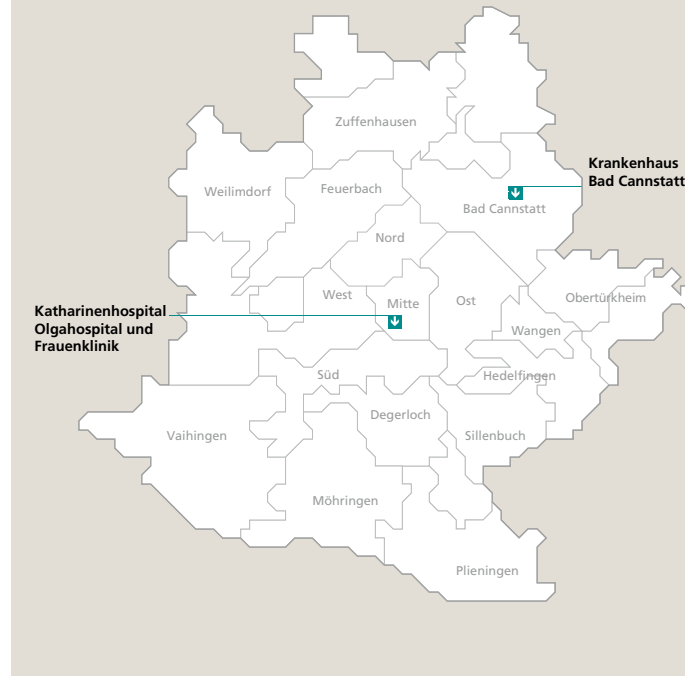 Zuffenhausen
Krankenhaus
Bad Cannstatt
Weilimdorf
Feuerbach
Bad Cannstatt
Nord
West
Mitte
Ost
Obertürkheim
Katharinenhospital
Olgahospital und
Frauenklinik
Wangen
Süd
Hedelfingen
Degerloch
Vaihingen
Sillenbuch
Möhringen
Plieningen